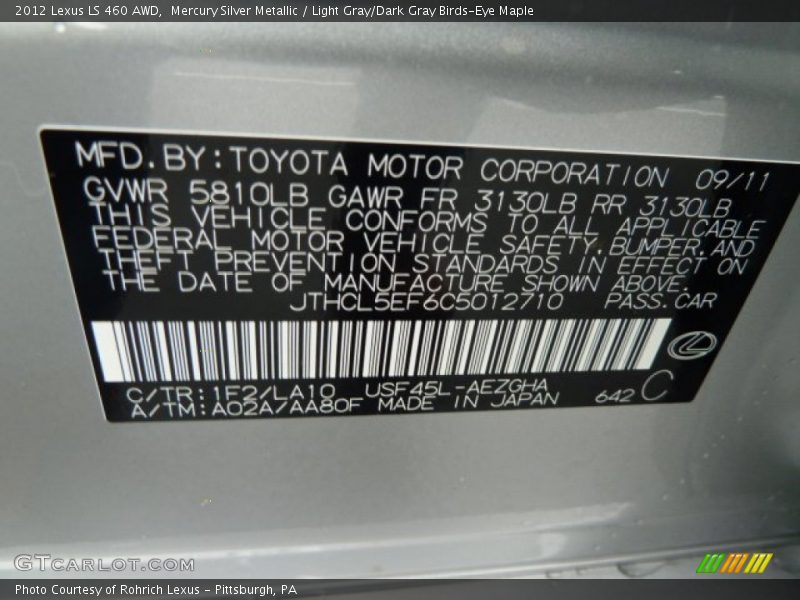 2012 Lexus LS 460 AWD, Mercury Silver Metallic / Light Gray/Dark Gray Birds-Eye Maple
MFD. BY: TOYOTA MOTOR CORPORATION 09/11
GVWR 5810LB GAWR FR 3130LB RR 3130LB
THIS VEHICLE CONFORMS TO ALL APPLICABLE
FEDERAL MOTOR VEHICLE SAFETY, BUMPER, AND
THEFT PREVENTION STANDARDS IN EFFECT ON
THE DATE OF MANUFACTURE SHOWN ABOVE.
JTHCL5EF6C5012710 PASS. CAR
C/TR: 1F2/LA10 USF45L-AEZGHA
A/TM: A02A/AA80F MADE IN JAPAN 642 C
GTCARLOT.COM
Photo Courtesy of Rohrich Lexus - Pittsburgh, PA